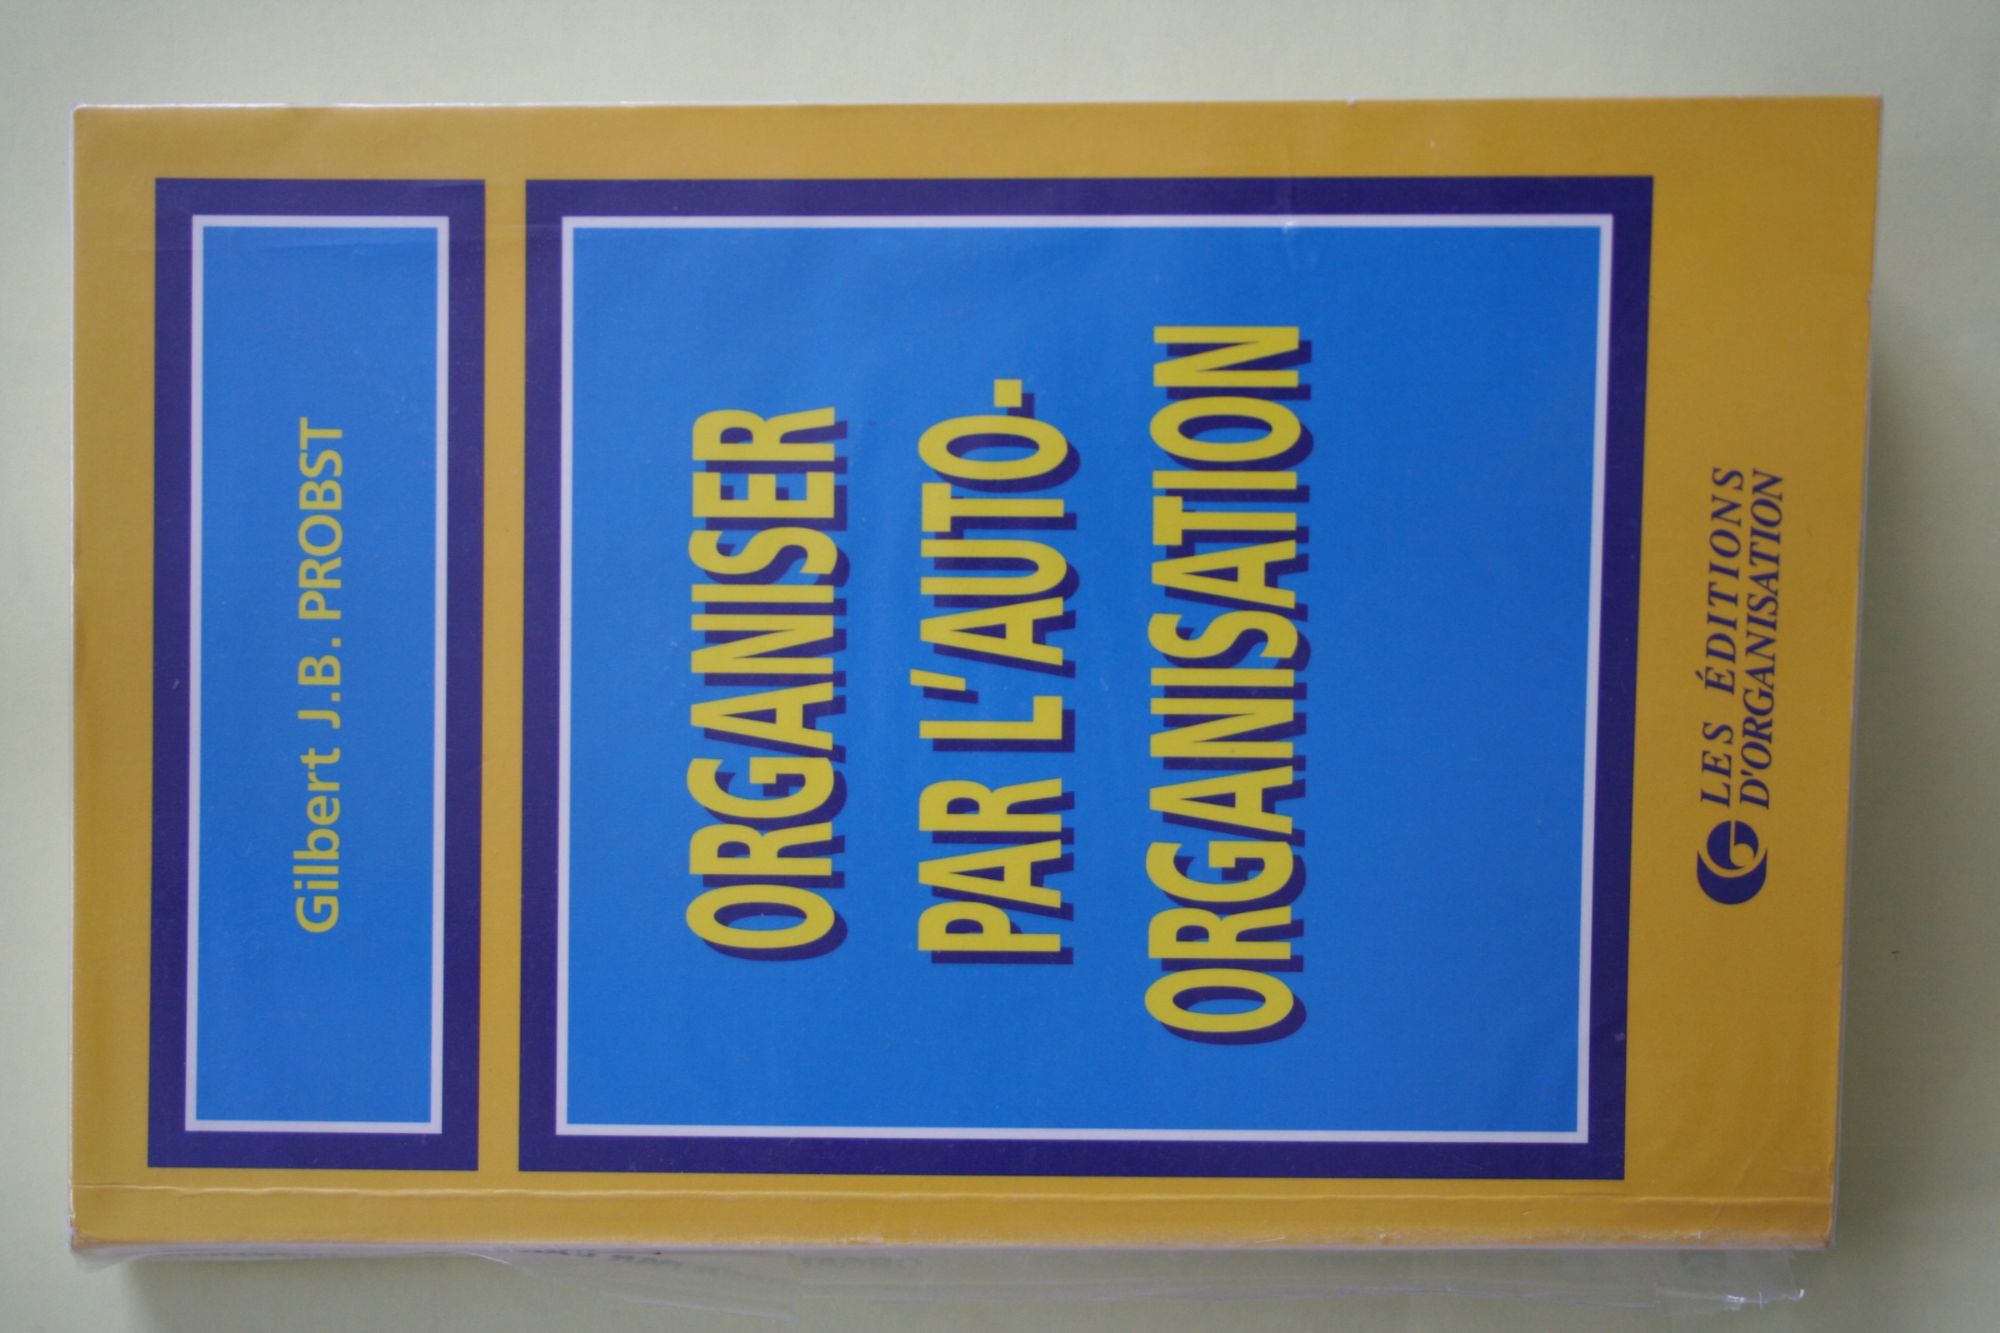 Gilbert J.B. PROBST
ORGANISER
PAR L'AUTO-
ORGANISATION
LES ÉDITIONS
D'ORGANISATION